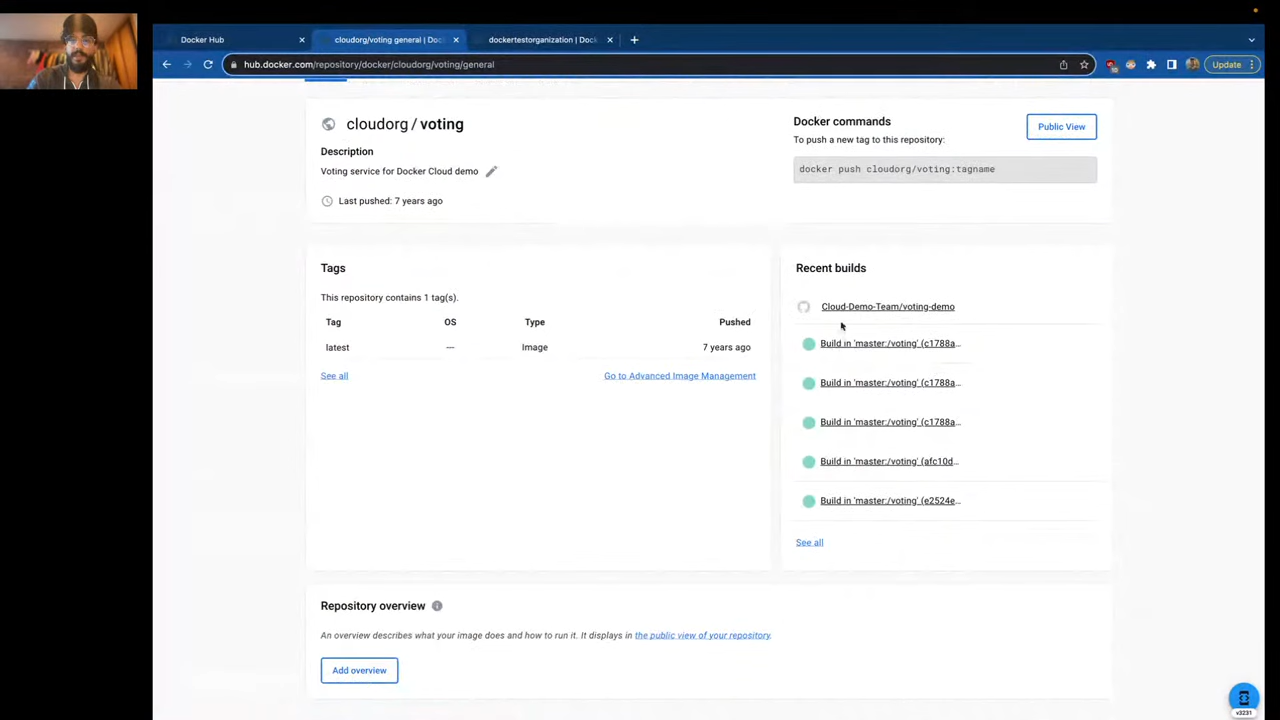 Docker Hub
cloudorg/voting general | Doc
dockertestorganization | Dock
hub.docker.com/repository/docker/cloudorg/voting/general
Update
cloudorg / voting
Description
Voting service for Docker Cloud demo
Last pushed: 7 years ago
Docker commands
To push a new tag to this repository:
Public View
docker push cloudorg/voting:tagname
Tags
This repository contains 1 tag(s).
Tag OS Type Pushed
latest --- Image 7 years ago
See all Go to Advanced Image Management
Recent builds
Cloud-Demo-Team/voting-demo
Build in 'master:/voting' (c1788a...
Build in 'master:/voting' (c1788a...
Build in 'master:/voting' (c1788a...
Build in 'master:/voting' (afc10d...
Build in 'master:/voting' (e2524e...
See all
Repository overview
An overview describes what your image does and how to run it. It displays in the public view of your repository.
Add overview
v3231